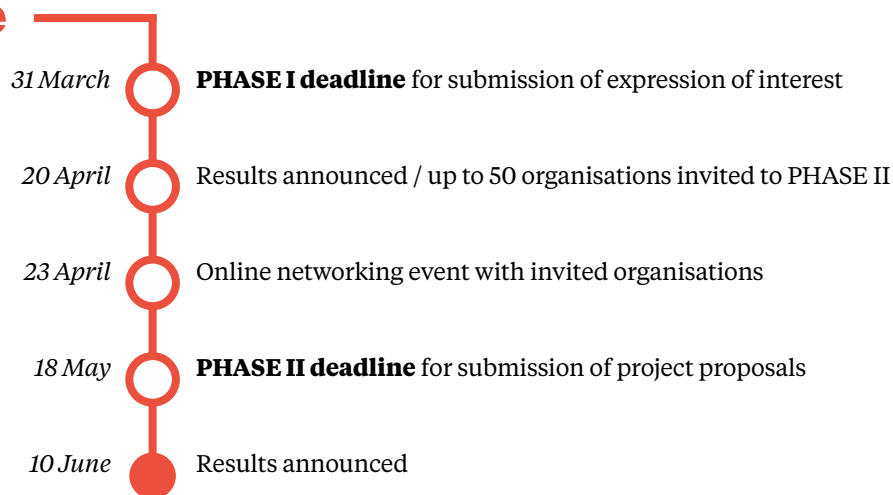 e
31 March PHASE I deadline for submission of expression of interest
20 April Results announced / up to 50 organisations invited to PHASE II
23 April Online networking event with invited organisations
18 May PHASE II deadline for submission of project proposals
10 June Results announced